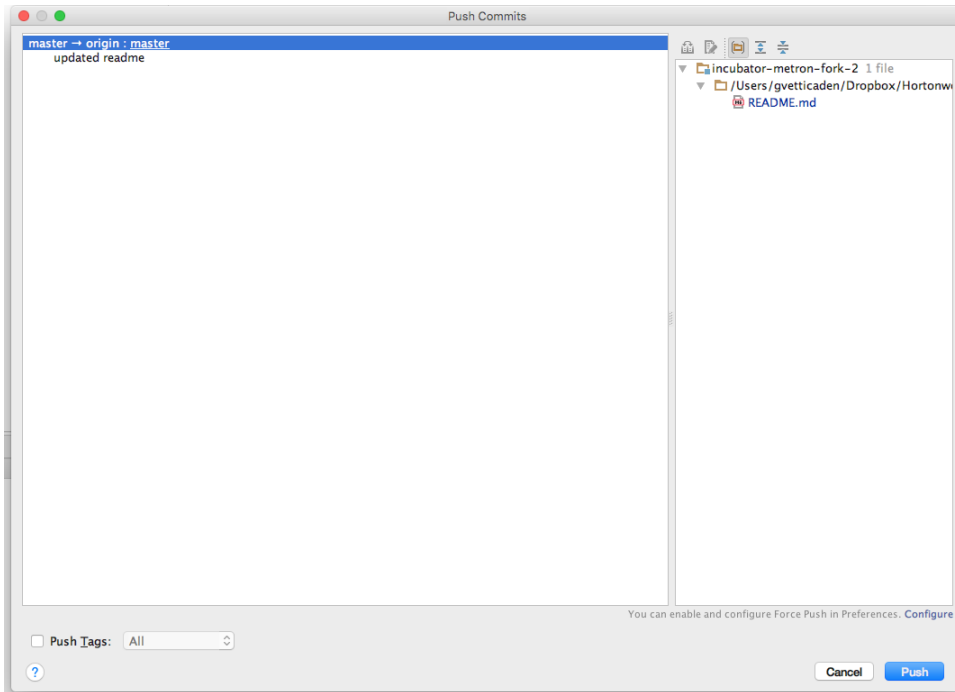 Push Commits
master → origin : master
updated readme
incubator-metron-fork-2 1 file
/Users/gvetticaden/Dropbox/Hortonw
README.md
You can enable and configure Force Push in Preferences. Configure
Push Tags: All
?
Cancel Push